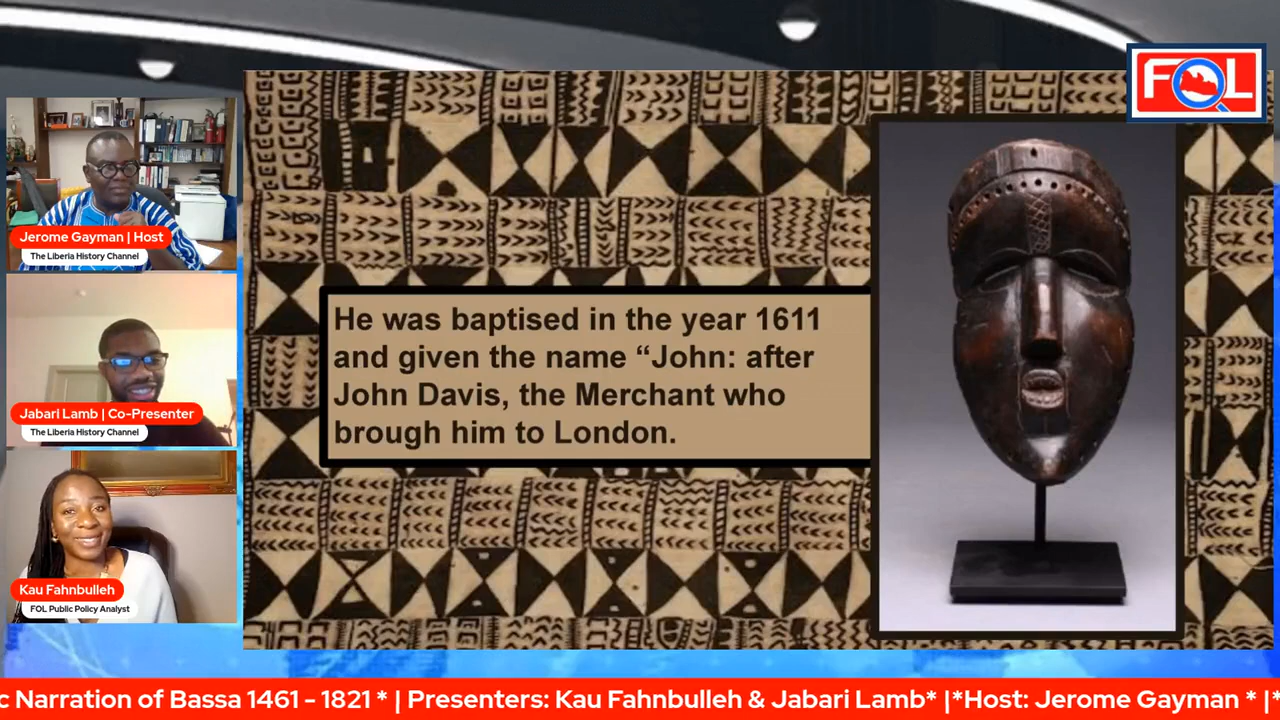 FOL
Jerome Gayman | Host
The Liberia History Channel
Jabari Lamb | Co-Presenter
The Liberia History Channel
Kau Fahnbulleh
FOL Public Policy Analyst
He was baptised in the year 1611
and given the name “John: after
John Davis, the Merchant who
brough him to London.
c Narration of Bassa 1461 - 1821 * | Presenters: Kau Fahnbulleh & Jabari Lamb* |*Host: Jerome Gayman * |*